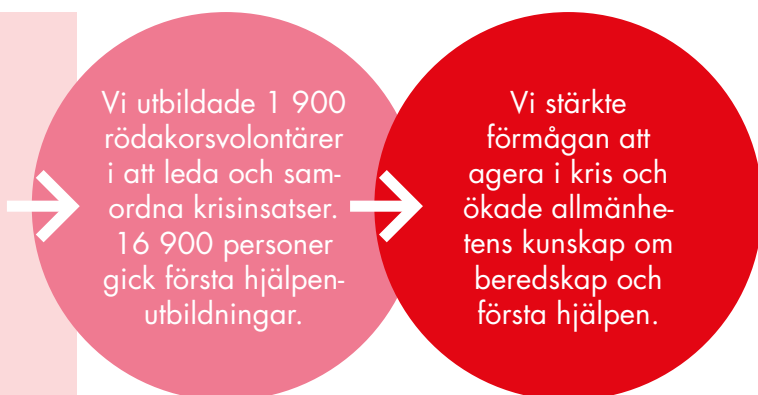 Vi utbildade 1 900
rödakorsvolontärer
i att leda och sam-
ordna krisinsatser.
16 900 personer
gick första hjälpen-
utbildningar.
Vi stärkte
förmågan att
agera i kris och
ökade allmänhe-
tens kunskap om
beredskap och
första hjälpen.